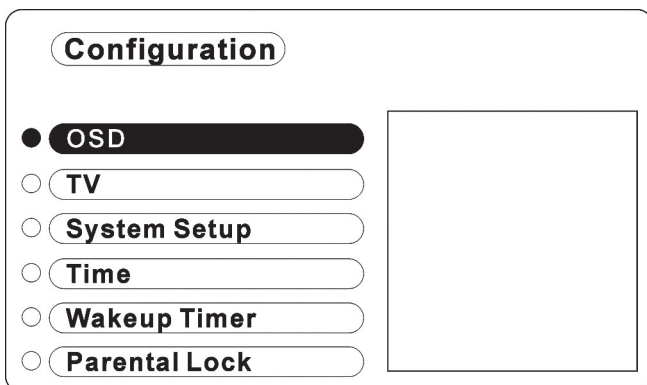 Configuration
OSD
TV
System Setup
Time
Wakeup Timer
Parental Lock